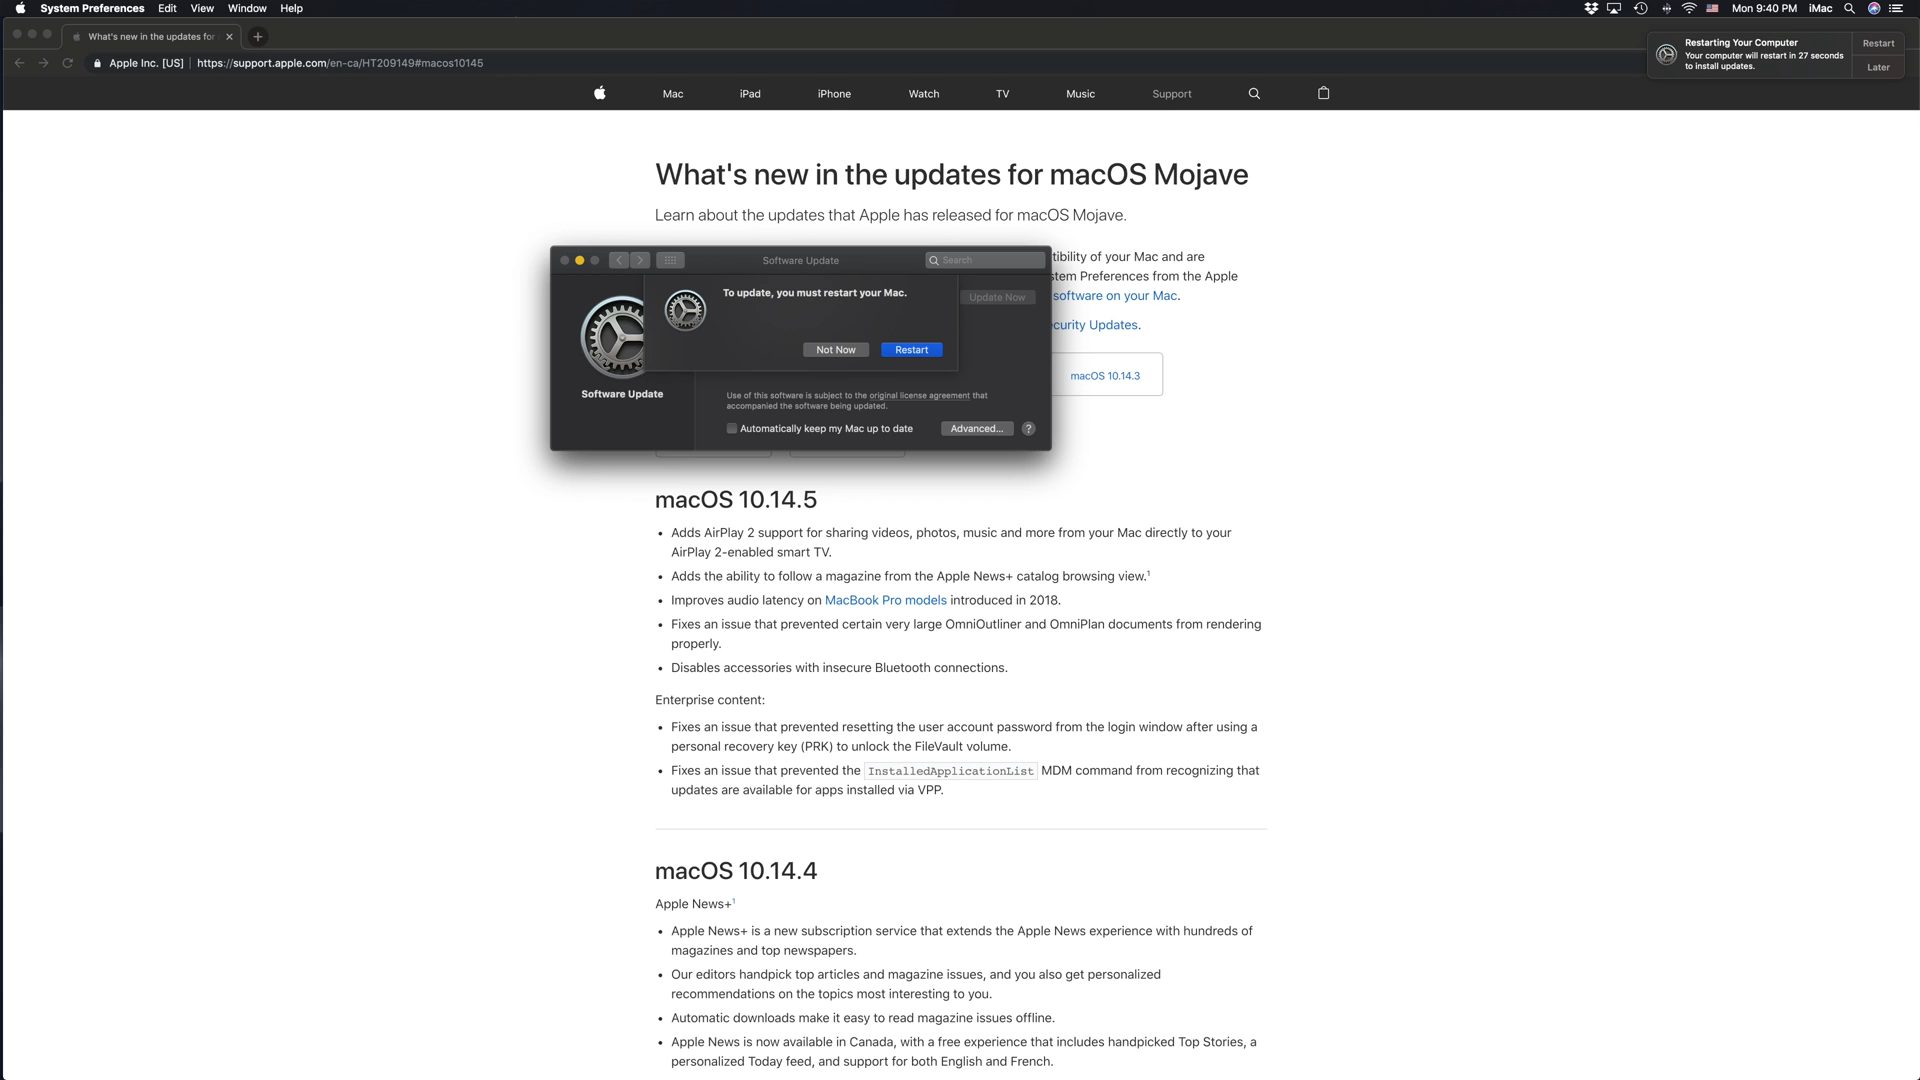 System Preferences Edit View Window Help
Mon 9:40 PM iMac
What's new in the updates for
Apple Inc. [US] https://support.apple.com/en-ca/HT209149#macos10145
Restarting Your Computer
Your computer will restart in 27 seconds
to install updates.
Restart
Later
Mac iPad iPhone Watch TV Music Support
What's new in the updates for macOS Mojave
Learn about the updates that Apple has released for macOS Mojave.
tibility of your Mac and are
stem Preferences from the Apple
software on your Mac.
curity Updates.
macOS 10.14.3
Software Update
Search
To update, you must restart your Mac.
Update Now
Not Now Restart
Software Update
Use of this software is subject to the original license agreement that
accompanied the software being updated.
Automatically keep my Mac up to date Advanced... ?
macOS 10.14.5
• Adds AirPlay 2 support for sharing videos, photos, music and more from your Mac directly to your
AirPlay 2-enabled smart TV.
• Adds the ability to follow a magazine from the Apple News+ catalog browsing view.1
• Improves audio latency on MacBook Pro models introduced in 2018.
• Fixes an issue that prevented certain very large OmniOutliner and OmniPlan documents from rendering
properly.
• Disables accessories with insecure Bluetooth connections.
Enterprise content:
• Fixes an issue that prevented resetting the user account password from the login window after using a
personal recovery key (PRK) to unlock the FileVault volume.
• Fixes an issue that prevented the InstalledApplicationList MDM command from recognizing that
updates are available for apps installed via VPP.
macOS 10.14.4
Apple News+1
• Apple News+ is a new subscription service that extends the Apple News experience with hundreds of
magazines and top newspapers.
• Our editors handpick top articles and magazine issues, and you also get personalized
recommendations on the topics most interesting to you.
• Automatic downloads make it easy to read magazine issues offline.
• Apple News is now available in Canada, with a free experience that includes handpicked Top Stories, a
personalized Today feed, and support for both English and French.